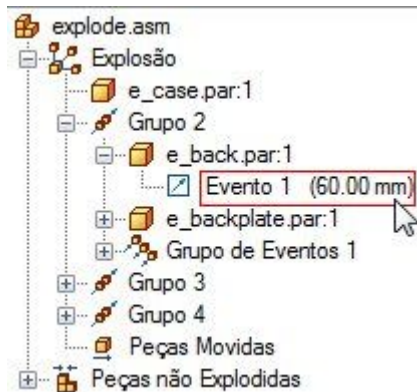 explode.asm
Explosão
e_case.par:1
Grupo 2
e_back.par:1
Evento 1 (60.00 mm)
e_backplate.par:1
Grupo de Eventos 1
Grupo 3
Grupo 4
Peças Movidas
Peças não Explodidas